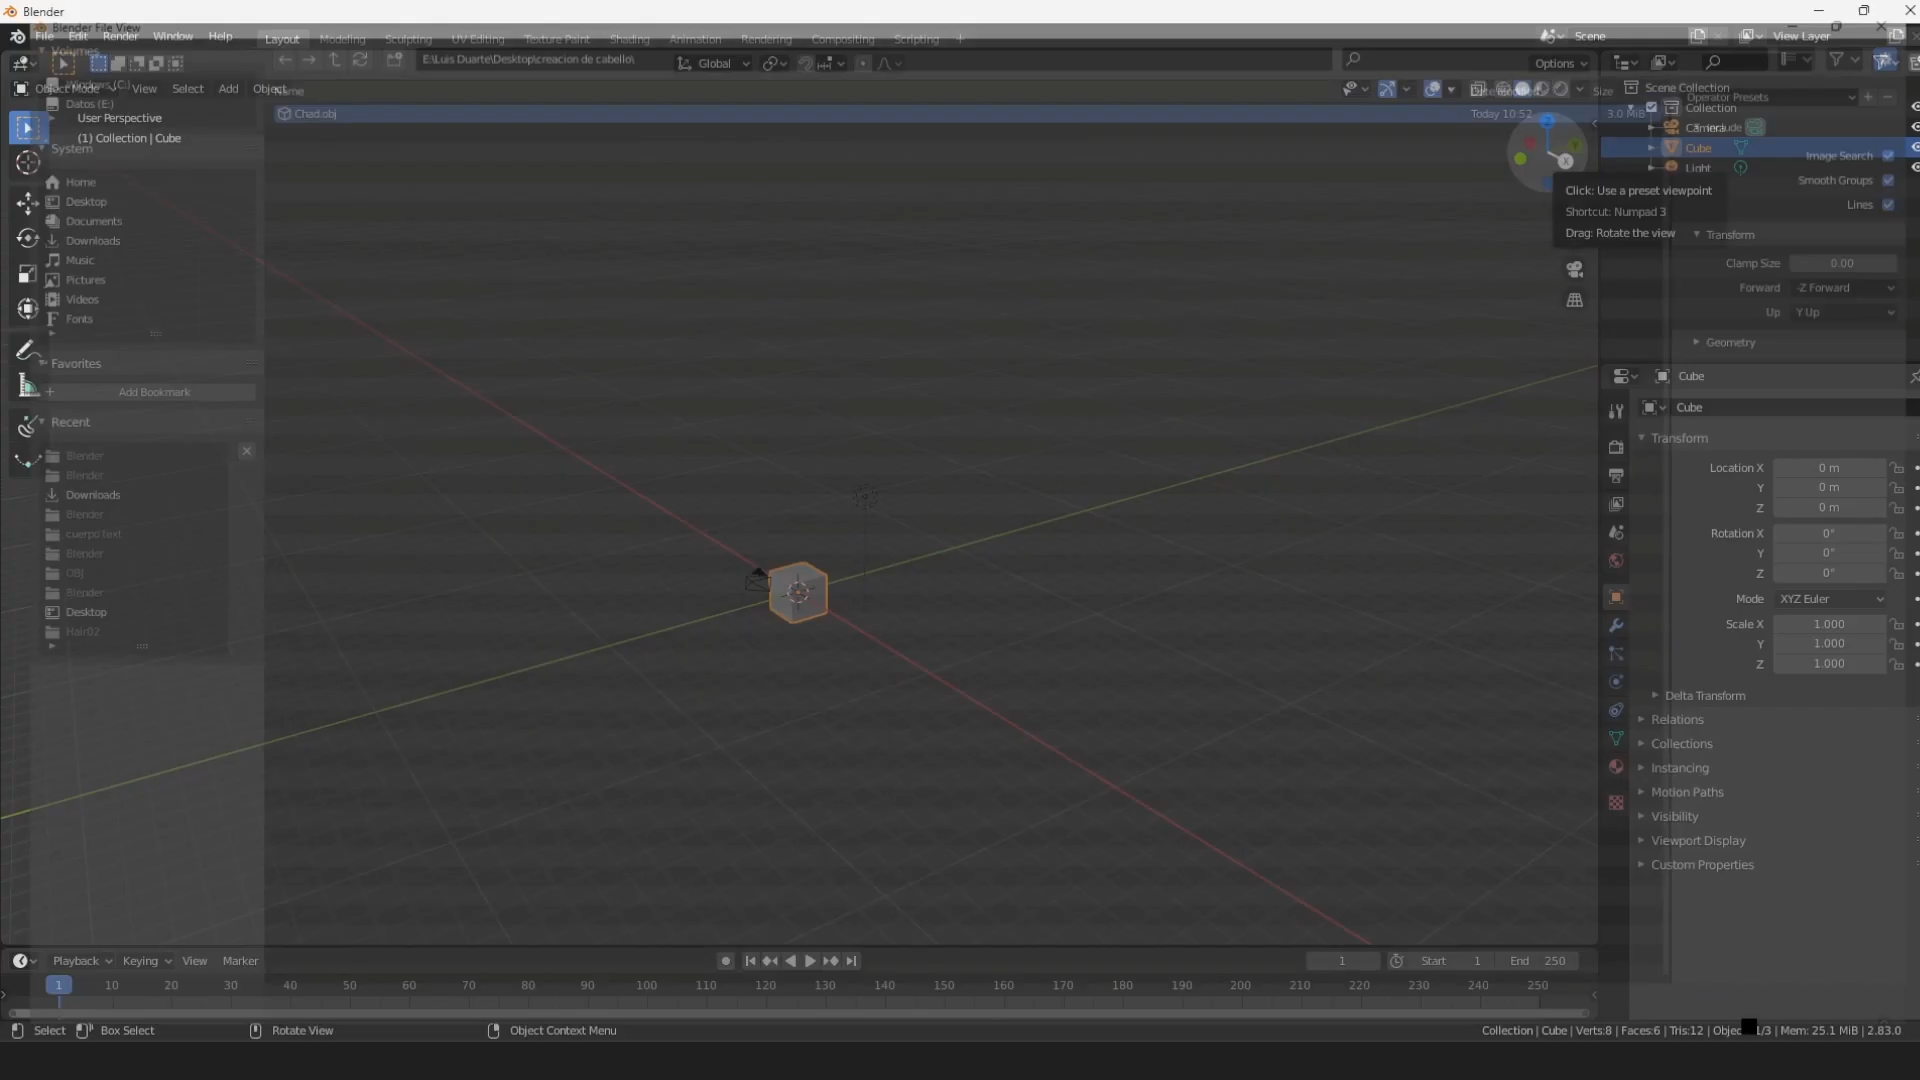 Blender
Blender File View
File Edit Render Window Help
Layout Modeling Sculpting UV Editing Texture Paint Shading Animation Rendering Compositing Scripting +
Scene
View Layer
Volumes
E:\Luis Duarte\Desktop\creacion de cabello\
Global
Options
Windows (C:)
Object Mode View Select Add Object
Name
Size
Scene Collection
Datos (E:)
Operator Presets
Collection
Chad.obj
Today 10:52
3.0 MiB
User Perspective
(1) Collection | Cube
Camera
Include
System
Cube
Image Search
Light
Home
Desktop
Documents
Downloads
Music
Pictures
Videos
Fonts
Z
Y
X
Click: Use a preset viewpoint
Shortcut: Numpad 3
Drag: Rotate the view
Smooth Groups
Lines
Transform
Clamp Size 0.00
Forward -Z Forward
Up Y Up
Geometry
Favorites
Add Bookmark
Recent
Blender
Blender
Downloads
Blender
cuerpo text
Blender
OBJ
Blender
Desktop
Hair02
Cube
Cube
Transform
Location X 0 m
Y 0 m
Z 0 m
Rotation X 0°
Y 0°
Z 0°
Mode XYZ Euler
Scale X 1.000
Y 1.000
Z 1.000
Delta Transform
Relations
Collections
Instancing
Motion Paths
Visibility
Viewport Display
Custom Properties
Playback Keying View Marker
1 Start 1 End 250
1 10 20 30 40 50 60 70 80 90 100 110 120 130 140 150 160 170 180 190 200 210 220 230 240 250
Select Box Select Rotate View Object Context Menu
Collection | Cube | Verts:8 | Faces:6 | Tris:12 | Objec 1/3 | Mem: 25.1 MiB | 2.83.0